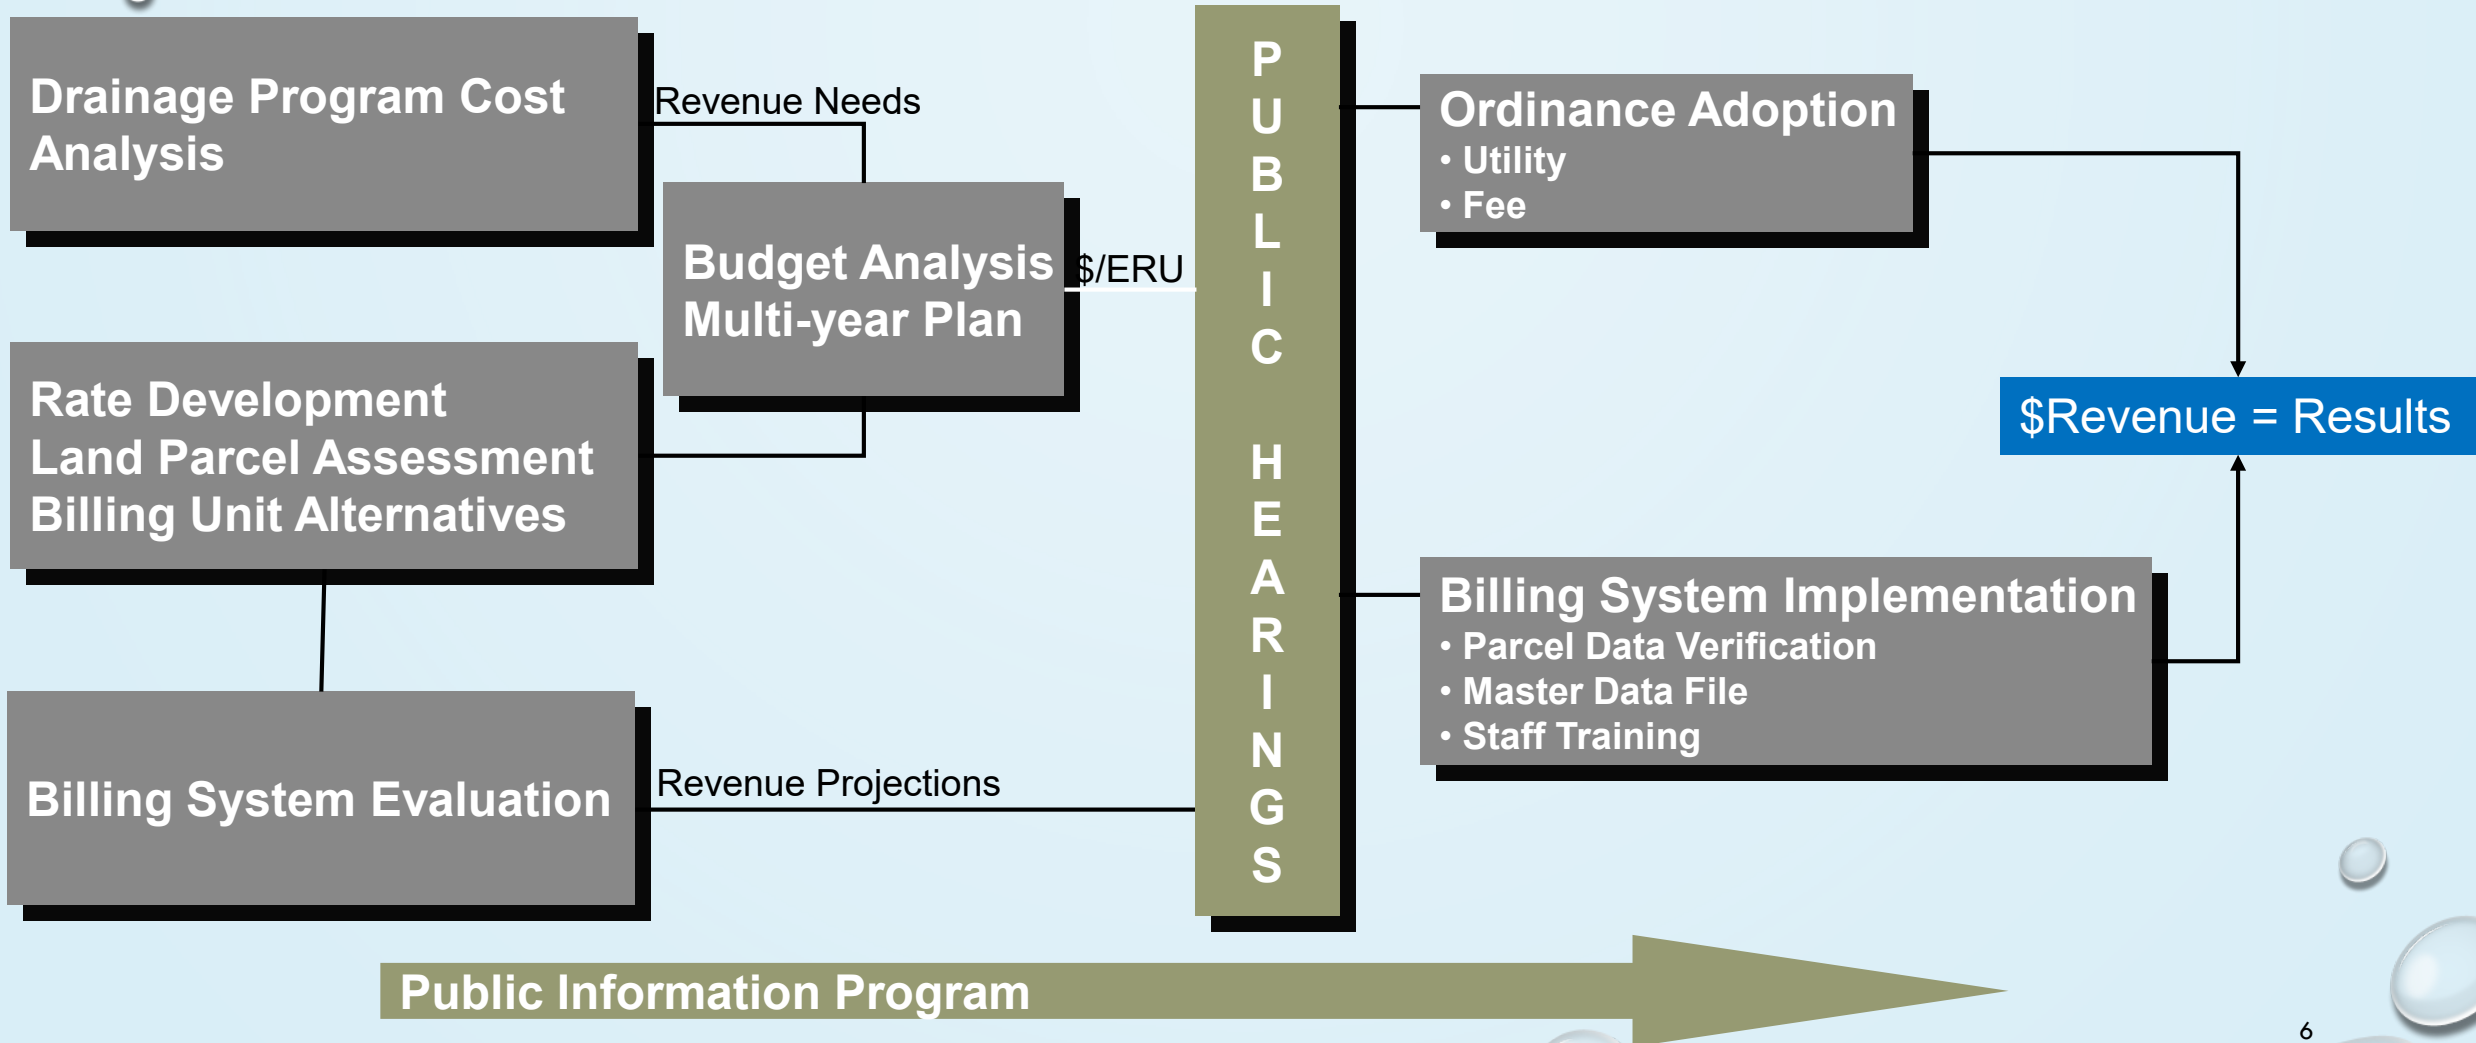 Drainage Program Cost
Analysis
Revenue Needs
Budget Analysis
Multi-year Plan
$/ERU
Rate Development
Land Parcel Assessment
Billing Unit Alternatives
Billing System Evaluation
Revenue Projections
P
U
B
L
I
C
H
E
A
R
I
N
G
S
Ordinance Adoption
• Utility
• Fee
$Revenue = Results
Billing System Implementation
• Parcel Data Verification
• Master Data File
• Staff Training
Public Information Program
6